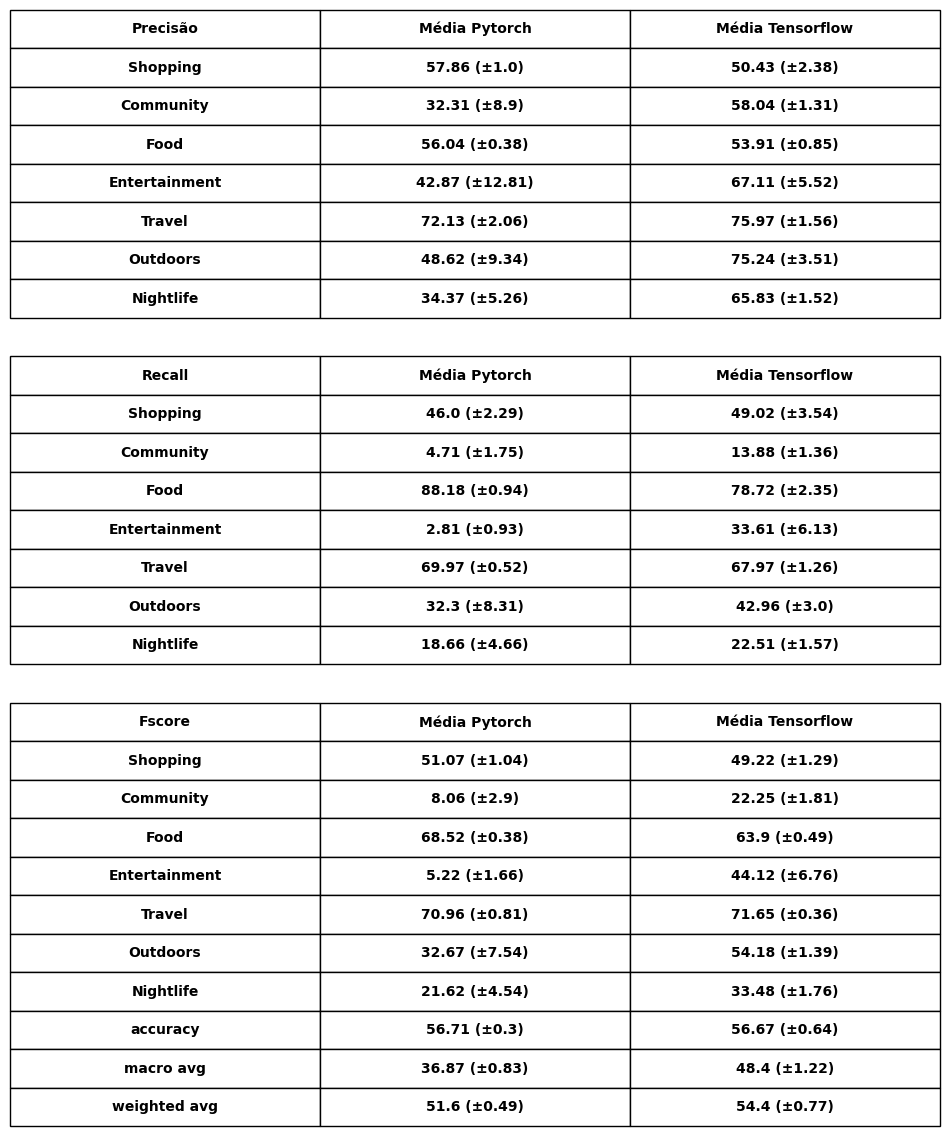 Precisão Média Pytorch Média Tensorflow
Shopping 57.86 (±1.0) 50.43 (±2.38)
Community 32.31 (±8.9) 58.04 (±1.31)
Food 56.04 (±0.38) 53.91 (±0.85)
Entertainment 42.87 (±12.81) 67.11 (±5.52)
Travel 72.13 (±2.06) 75.97 (±1.56)
Outdoors 48.62 (±9.34) 75.24 (±3.51)
Nightlife 34.37 (±5.26) 65.83 (±1.52)
Recall Média Pytorch Média Tensorflow
Shopping 46.0 (±2.29) 49.02 (±3.54)
Community 4.71 (±1.75) 13.88 (±1.36)
Food 88.18 (±0.94) 78.72 (±2.35)
Entertainment 2.81 (±0.93) 33.61 (±6.13)
Travel 69.97 (±0.52) 67.97 (±1.26)
Outdoors 32.3 (±8.31) 42.96 (±3.0)
Nightlife 18.66 (±4.66) 22.51 (±1.57)
Fscore Média Pytorch Média Tensorflow
Shopping 51.07 (±1.04) 49.22 (±1.29)
Community 8.06 (±2.9) 22.25 (±1.81)
Food 68.52 (±0.38) 63.9 (±0.49)
Entertainment 5.22 (±1.66) 44.12 (±6.76)
Travel 70.96 (±0.81) 71.65 (±0.36)
Outdoors 32.67 (±7.54) 54.18 (±1.39)
Nightlife 21.62 (±4.54) 33.48 (±1.76)
accuracy 56.71 (±0.3) 56.67 (±0.64)
macro avg 36.87 (±0.83) 48.4 (±1.22)
weighted avg 51.6 (±0.49) 54.4 (±0.77)